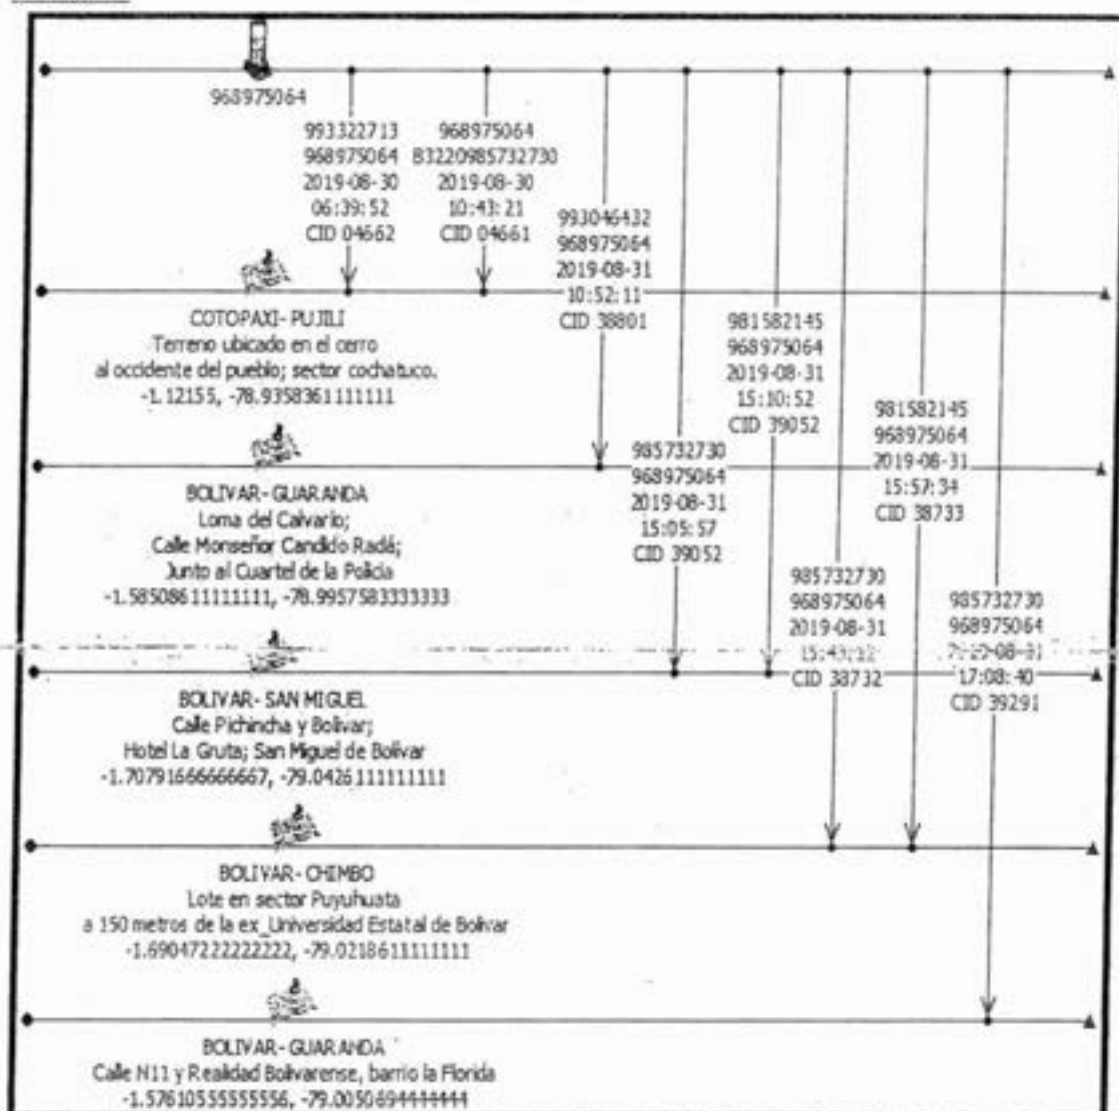 968975064
993322713
968975064
2019-08-30
06:39:52
CID 04662
968975064
83220985732730
2019-08-30
10:43:21
CID 04661
993046432
968975064
2019-08-31
10:52:11
CID 38801
COTOPAXI- PUJILI
Terreno ubicado en el cerro
al occidente del pueblo; sector cochatuco.
-1.12155, -78.9358361111111
981582145
968975064
2019-08-31
15:10:52
CID 39052
981582145
968975064
2019-08-31
15:57:34
CID 38733
985732730
968975064
2019-08-31
15:05:57
CID 39052
BOLIVAR- GUARANDA
Loma del Calvario;
Calle Monseñor Candido Radá;
Junto al Cuartel de la Policía
-1.58508611111111, -78.9957583333333
985732730
968975064
2019-08-31
CID 38732
985732730
968975064
17:08:40
CID 39291
BOLIVAR- SAN MIGUEL
Calle Pichincha y Bolivar;
Hotel La Gruta; San Miguel de Bolivar
-1.70791666666667, -79.0426111111111
BOLIVAR- CHIMBO
Lote en sector Puyuhuata
a 150 metros de la ex_Universidad Estatal de Bolivar
-1.69047222222222, -79.0218611111111
BOLIVAR- GUARANDA
Calle N11 y Realidad Bolivarense, barrio la Florida
-1.57610555555556, -79.0050694444444